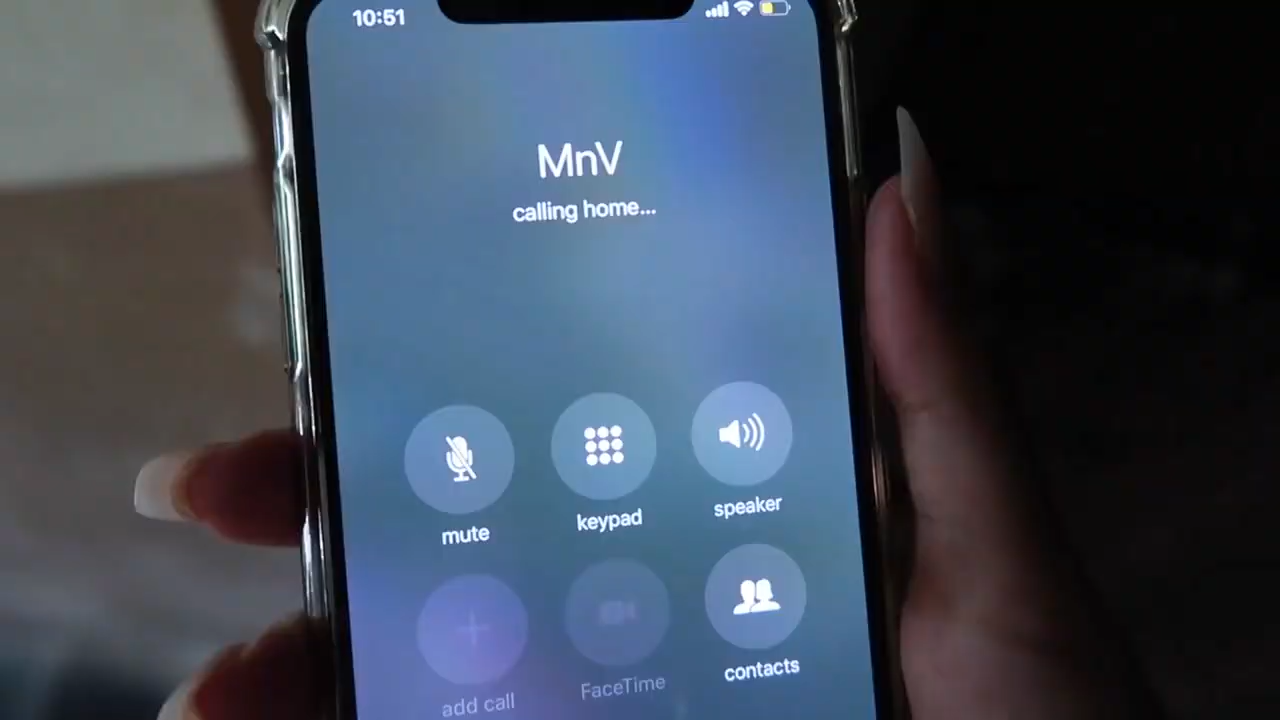 10:51
MnV
calling home...
mute
keypad
speaker
add call
FaceTime
contacts